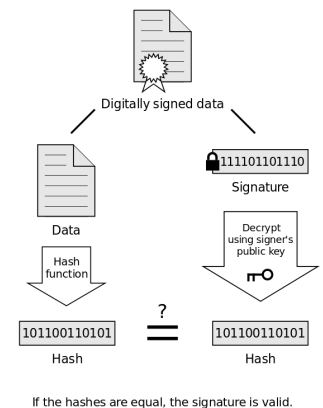 Digitally signed data
111101101110
Signature
Data
Decrypt
using signer's
public key
Hash
function
?
101100110101
=
101100110101
Hash
Hash
If the hashes are equal, the signature is valid.